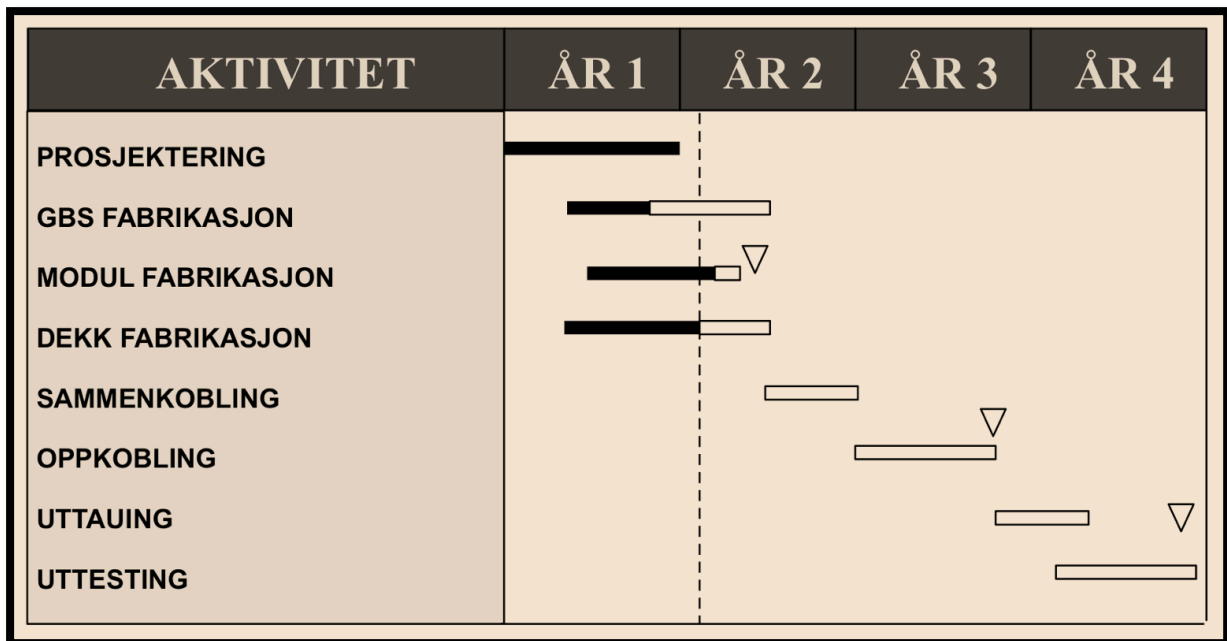 AKTIVITET ÅR 1 ÅR 2 ÅR 3 ÅR 4
PROSJEKTERING
GBS FABRIKASJON
MODUL FABRIKASJON
DEKK FABRIKASJON
SAMMENKOBLING
OPPKOBLING
UTTAUING
UTTESTING